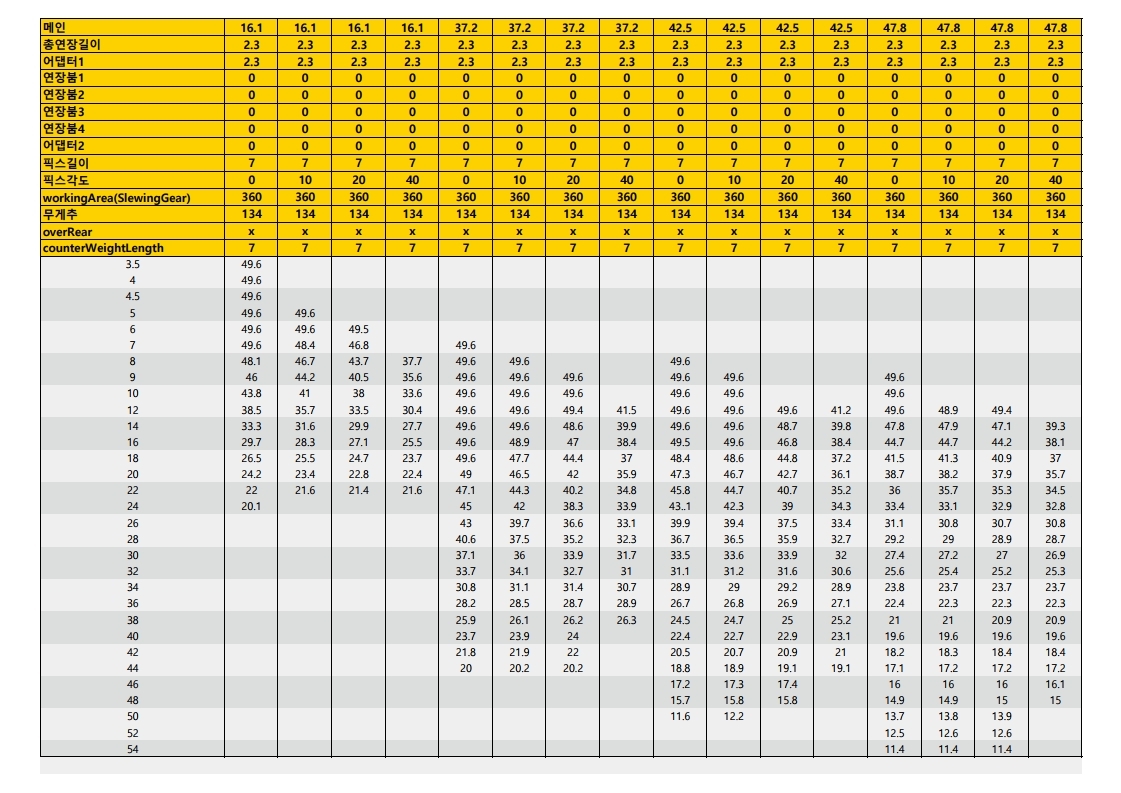 메인 16.1 16.1 16.1 16.1 37.2 37.2 37.2 37.2 42.5 42.5 42.5 42.5 47.8 47.8 47.8 47.8
총연장길이 2.3 2.3 2.3 2.3 2.3 2.3 2.3 2.3 2.3 2.3 2.3 2.3 2.3 2.3 2.3 2.3
어댑터1 2.3 2.3 2.3 2.3 2.3 2.3 2.3 2.3 2.3 2.3 2.3 2.3 2.3 2.3 2.3 2.3
연장붐1 0 0 0 0 0 0 0 0 0 0 0 0 0 0 0 0
연장붐2 0 0 0 0 0 0 0 0 0 0 0 0 0 0 0 0
연장붐3 0 0 0 0 0 0 0 0 0 0 0 0 0 0 0 0
연장붐4 0 0 0 0 0 0 0 0 0 0 0 0 0 0 0 0
어댑터2 0 0 0 0 0 0 0 0 0 0 0 0 0 0 0 0
픽스길이 7 7 7 7 7 7 7 7 7 7 7 7 7 7 7 7
픽스각도 0 10 20 40 0 10 20 40 0 10 20 40 0 10 20 40
workingArea(SlewingGear) 360 360 360 360 360 360 360 360 360 360 360 360 360 360 360 360
무게추 134 134 134 134 134 134 134 134 134 134 134 134 134 134 134 134
overRear x x x x x x x x x x x x x x x x
counterWeightLength 7 7 7 7 7 7 7 7 7 7 7 7 7 7 7 7
3.5 49.6
4 49.6
4.5 49.6
5 49.6 49.6
6 49.6 49.6 49.5
7 49.6 48.4 46.8 49.6
8 48.1 46.7 43.7 37.7 49.6 49.6 49.6
9 46 44.2 40.5 35.6 49.6 49.6 49.6 49.6 49.6 49.6
10 43.8 41 38 33.6 49.6 49.6 49.6 49.6 49.6 49.6
12 38.5 35.7 33.5 30.4 49.6 49.6 49.4 41.5 49.6 49.6 49.6 41.2 49.6 48.9 49.4
14 33.3 31.6 29.9 27.7 49.6 49.6 48.6 39.9 49.6 49.6 48.7 39.8 47.8 47.9 47.1 39.3
16 29.7 28.3 27.1 25.5 49.6 48.9 47 38.4 49.5 49.6 46.8 38.4 44.7 44.7 44.2 38.1
18 26.5 25.5 24.7 23.7 49.6 47.7 44.4 37 48.4 48.6 44.8 37.2 41.5 41.3 40.9 37
20 24.2 23.4 22.8 22.4 49 46.5 42 35.9 47.3 46.7 42.7 36.1 38.7 38.2 37.9 35.7
22 22 21.6 21.4 21.6 47.1 44.3 40.2 34.8 45.8 44.7 40.7 35.2 36 35.7 35.3 34.5
24 20.1 45 42 38.3 33.9 43..1 42.3 39 34.3 33.4 33.1 32.9 32.8
26 43 39.7 36.6 33.1 39.9 39.4 37.5 33.4 31.1 30.8 30.7 30.8
28 40.6 37.5 35.2 32.3 36.7 36.5 35.9 32.7 29.2 29 28.9 28.7
30 37.1 36 33.9 31.7 33.5 33.6 33.9 32 27.4 27.2 27 26.9
32 33.7 34.1 32.7 31 31.1 31.2 31.6 30.6 25.6 25.4 25.2 25.3
34 30.8 31.1 31.4 30.7 28.9 29 29.2 28.9 23.8 23.7 23.7 23.7
36 28.2 28.5 28.7 28.9 26.7 26.8 26.9 27.1 22.4 22.3 22.3 22.3
38 25.9 26.1 26.2 26.3 24.5 24.7 25 25.2 21 21 20.9 20.9
40 23.7 23.9 24 22.4 22.7 22.9 23.1 19.6 19.6 19.6 19.6
42 21.8 21.9 22 20.5 20.7 20.9 21 18.2 18.3 18.4 18.4
44 20 20.2 20.2 18.8 18.9 19.1 19.1 17.1 17.2 17.2 17.2
46 17.2 17.3 17.4 16 16 16 16.1
48 15.7 15.8 15.8 14.9 14.9 15 15
50 11.6 12.2 13.7 13.8 13.9
52 12.5 12.6 12.6
54 11.4 11.4 11.4